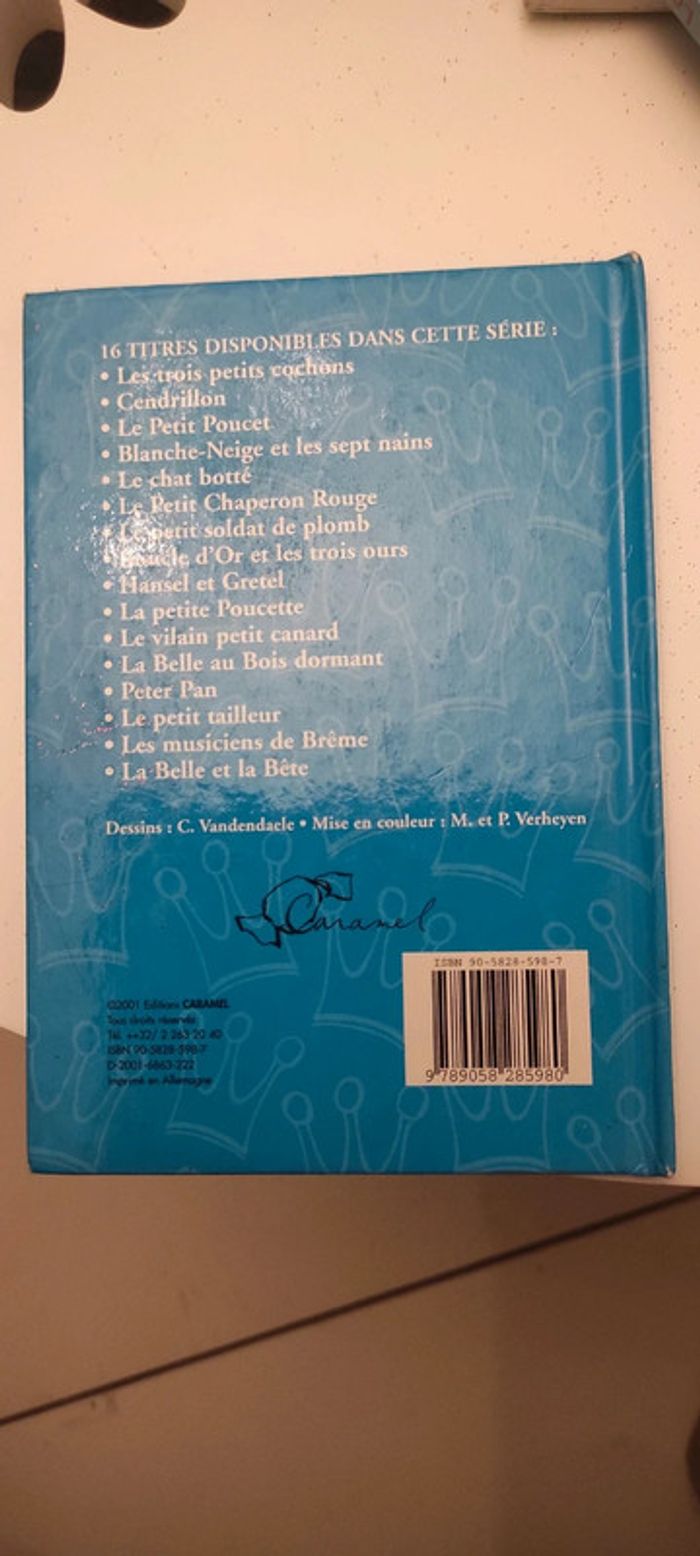 16 TITRES DISPONIBLES DANS CETTE SÉRIE :
• Les trois petits cochons
• Cendrillon
• Le Petit Poucet
• Blanche-Neige et les sept nains
• Le chat botté
• Le Petit Chaperon Rouge
• Le petit soldat de plomb
• Boucle d'Or et les trois ours
• Hansel et Gretel
• La petite Poucette
• Le vilain petit canard
• La Belle au Bois dormant
• Peter Pan
• Le petit tailleur
• Les musiciens de Brême
• La Belle et la Bête
Dessins : C. Vandendaele • Mise en couleur : M. et P. Verheyen
Caramel
ISBN 90-5828-598-7
9 789058 285980
©2001 Editions CARAMEL
Tous droits réservés
Tél. ++32/ 2 263 20 40
ISBN 90-5828-598-7
D-2001-6863-222
Imprimé en Allemagne